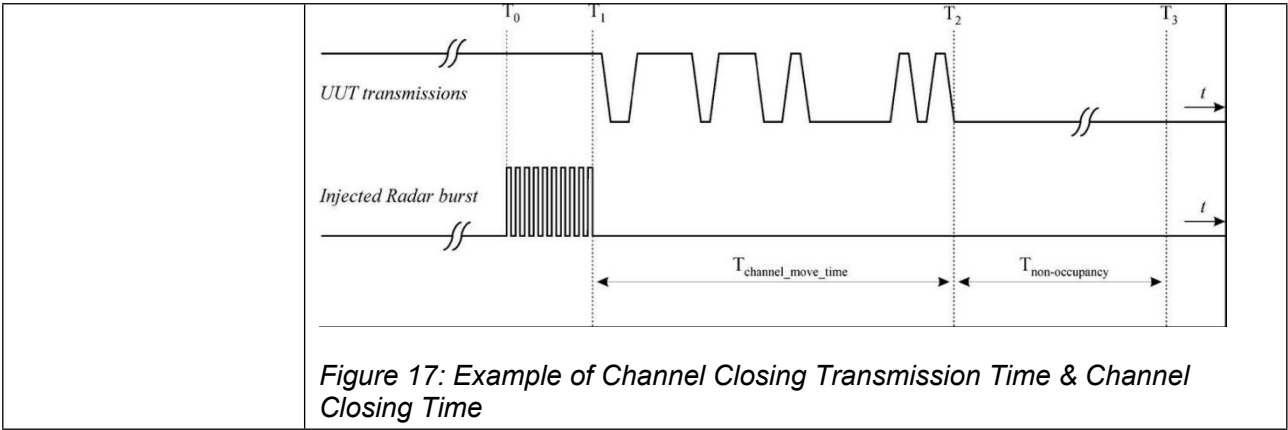 T0 T1 T2 T3
UUT transmissions
t
Injected Radar burst
t
Tchannel_move_time Tnon-occupancy
Figure 17: Example of Channel Closing Transmission Time & Channel
Closing Time